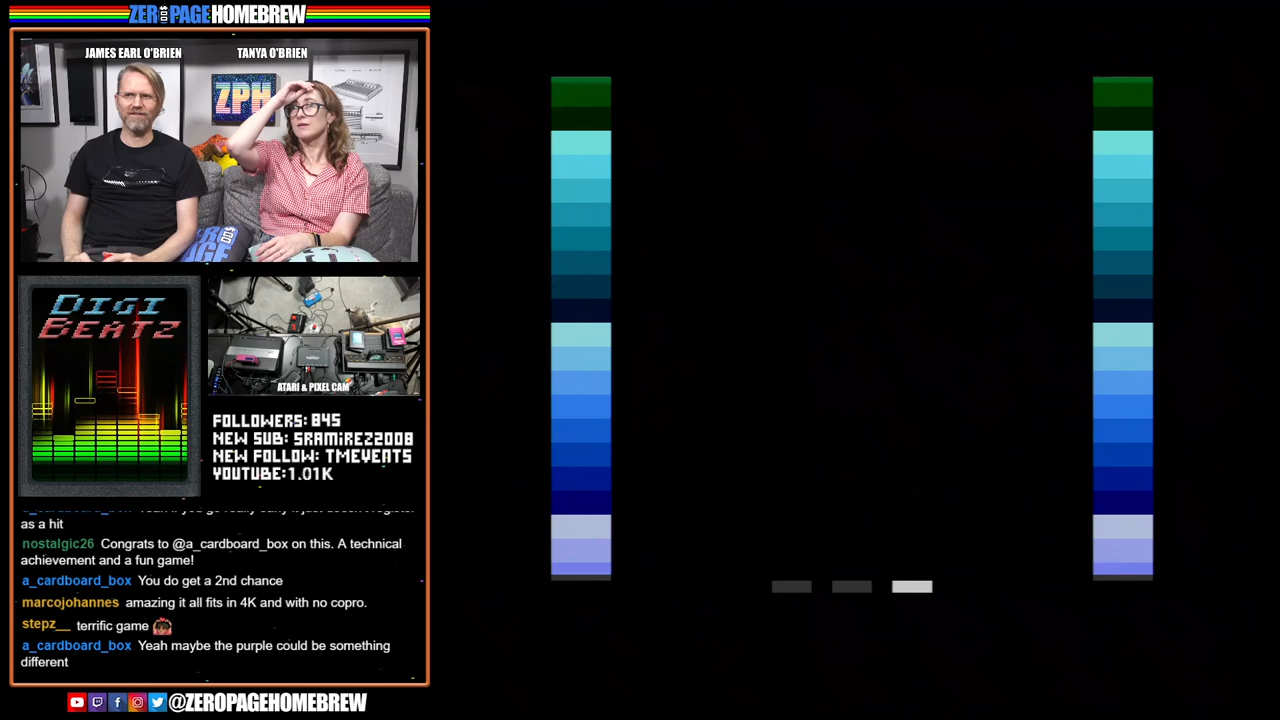 ZEROPAGE HOMEBREW
JAMES EARL O'BRIEN
TANYA O'BRIEN
ZPH
DIGI
BEATZ
ATARI & PIXEL CAM
FOLLOWERS: 845
NEW SUB: SRAMIREZ2008
NEW FOLLOW: TMEYEATS
YOUTUBE:1.01K
as a hit
nostalgic26 Congrats to @a_cardboard_box on this. A technical
achievement and a fun game!
a_cardboard_box You do get a 2nd chance
marcojohannes amazing it all fits in 4K and with no copro.
stepz__ terrific game
a_cardboard_box Yeah maybe the purple could be something
different
@ZEROPAGEHOMEBREW